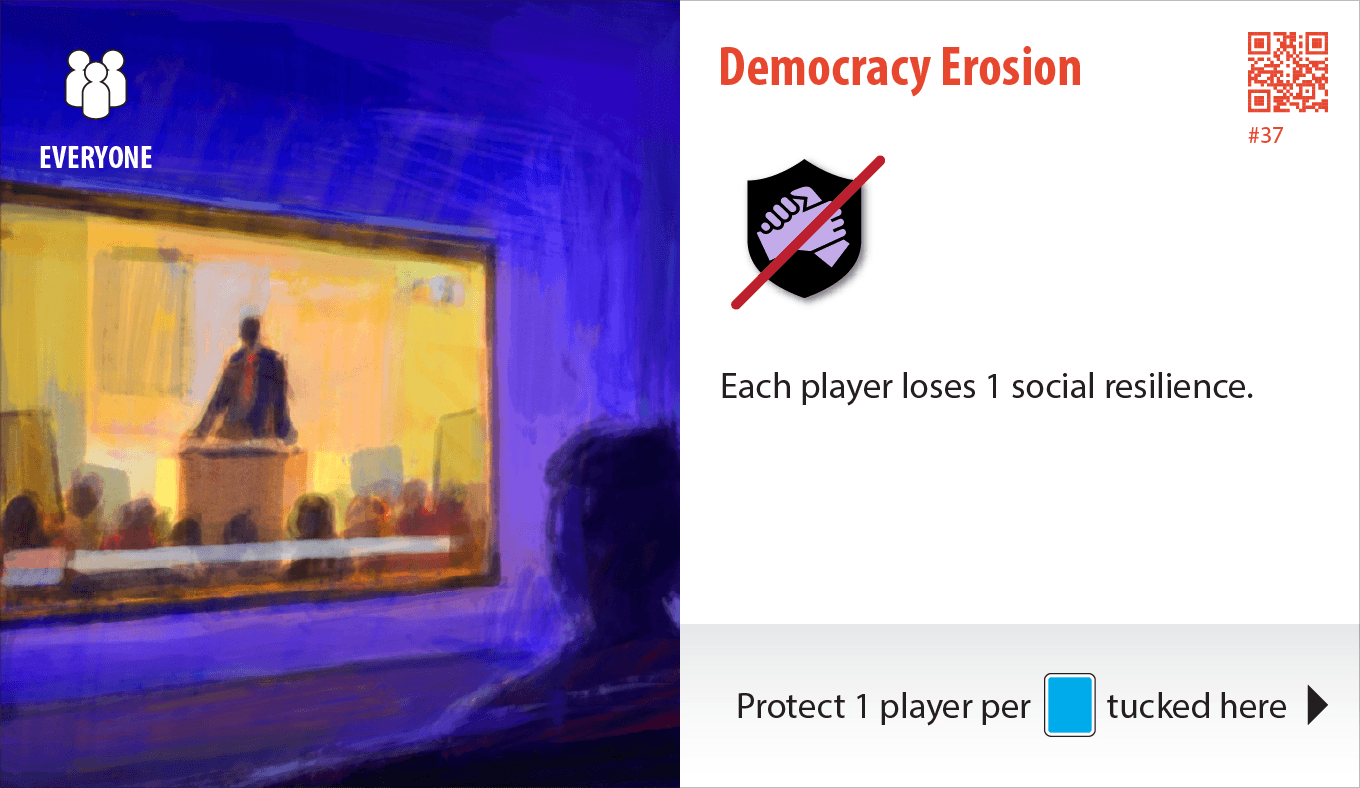 EVERYONE
Democracy Erosion
#37
Each player loses 1 social resilience.
Protect 1 player per tucked here